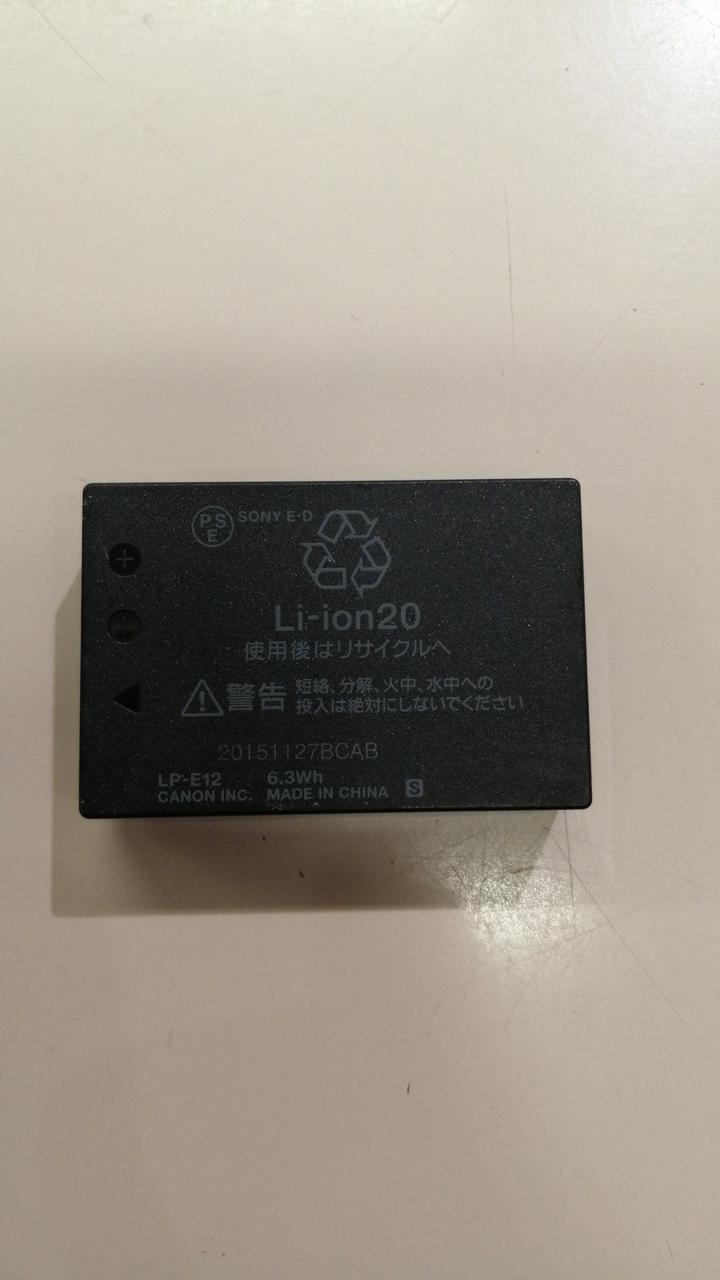 PSE SONY E-D
Li-ion20
使用後はリサイクルへ
警告 短絡、分解、火中、水中への
投入は絶対にしないでください
20151127BCAB
LP-E12 6.3Wh
CANON INC. MADE IN CHINA S